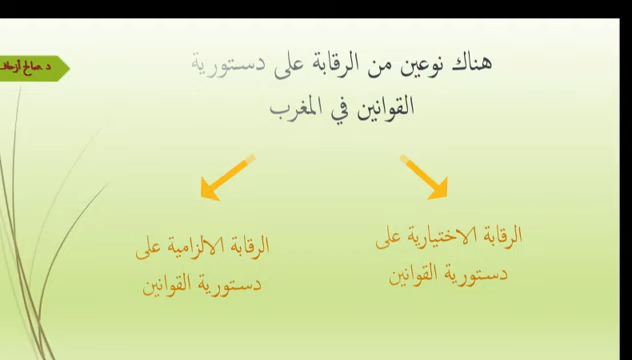 هناك نوعين من الرقابة على دستورية
القوانين في المغرب
الرقابة الاختيارية على
دستورية القوانين
الرقابة الالزامية على
دستورية القوانين
د. صالح